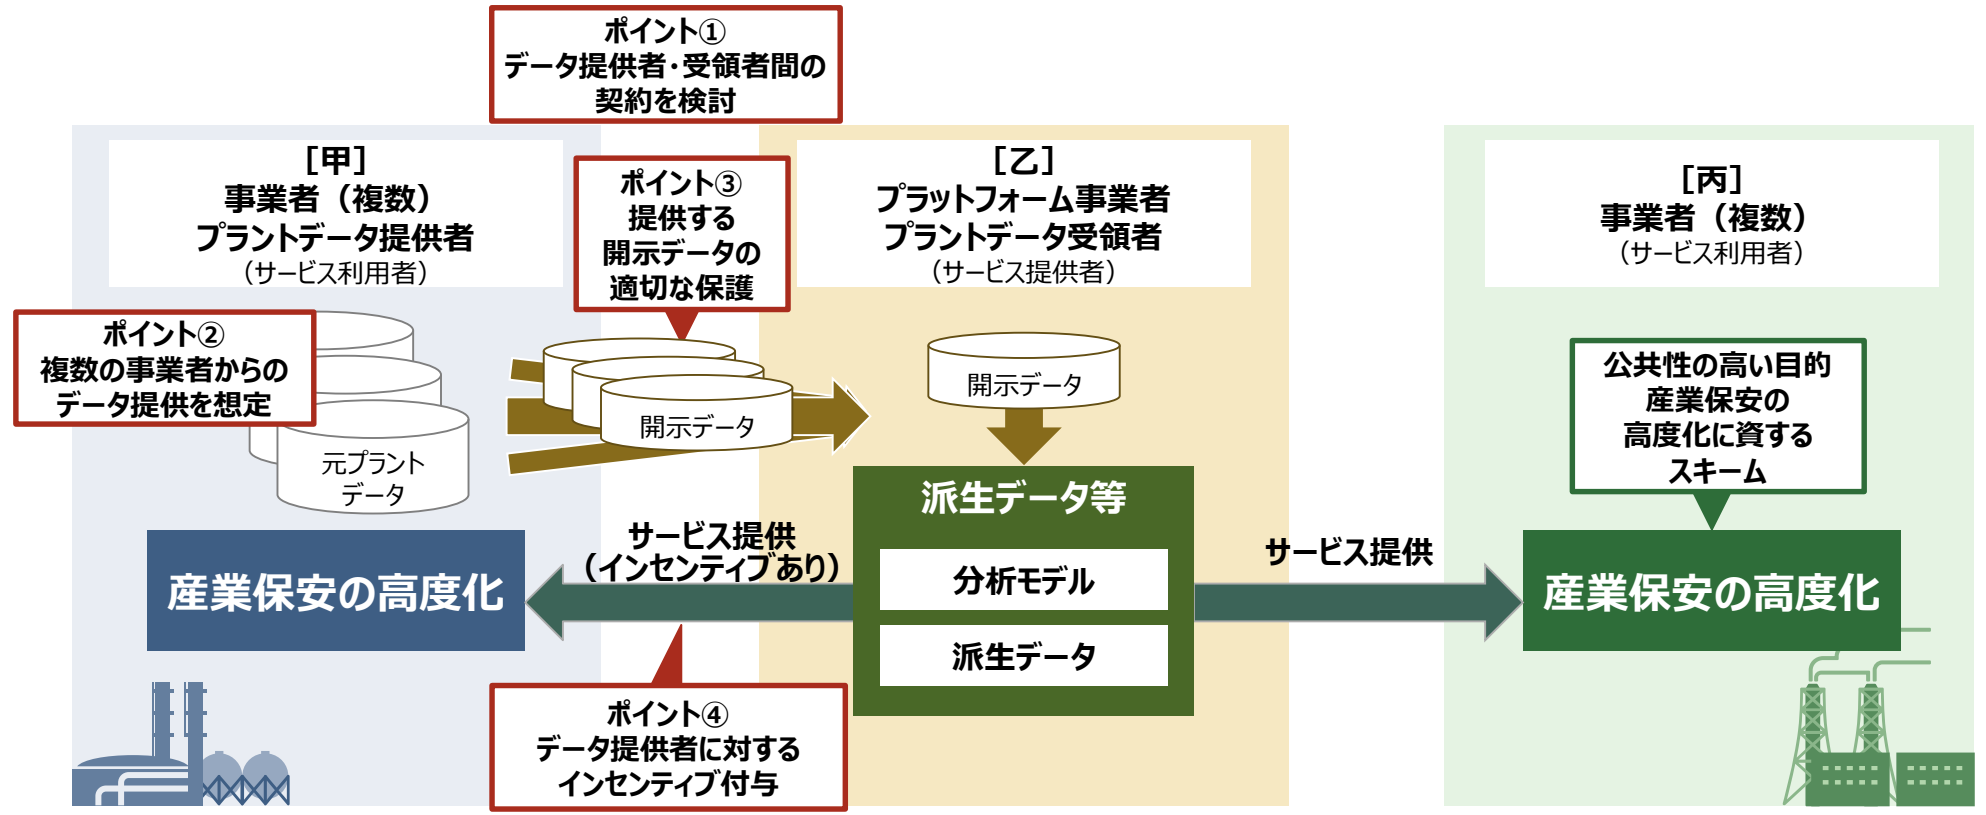 ポイント①
データ提供者・受領者間の
契約を検討
［甲］
事業者（複数）
プラントデータ提供者
（サービス利用者）
ポイント③
提供する
開示データの
適切な保護
［乙］
プラットフォーム事業者
プラントデータ受領者
（サービス提供者）
［丙］
事業者（複数）
（サービス利用者）
ポイント②
複数の事業者からの
データ提供を想定
元プラント
データ
開示データ
開示データ
公共性の高い目的
産業保安の
高度化に資する
スキーム
派生データ等
分析モデル
派生データ
サービス提供
（インセンティブあり）
サービス提供
産業保安の高度化
産業保安の高度化
ポイント④
データ提供者に対する
インセンティブ付与